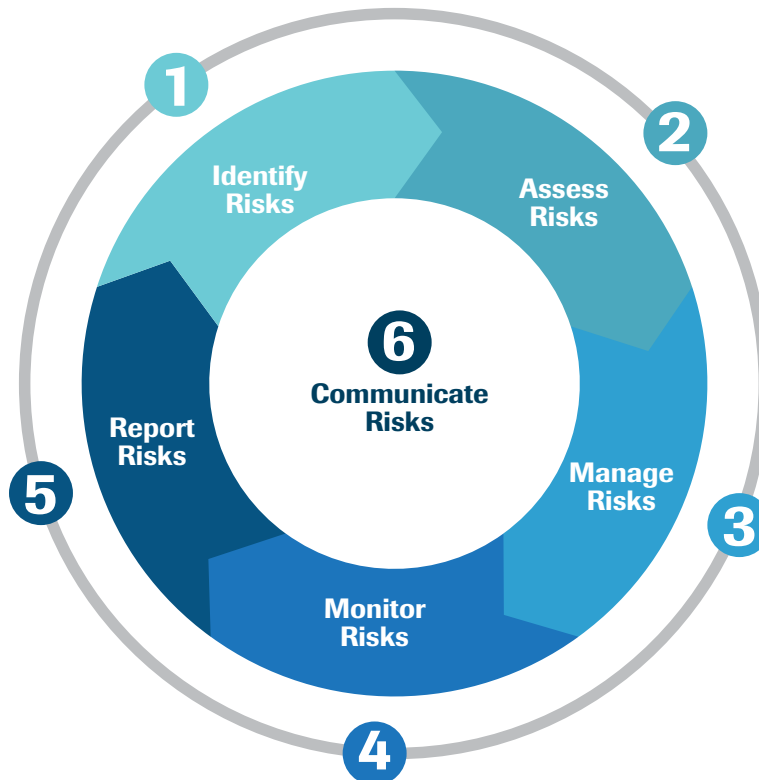 1
Identify
Risks
2
Assess
Risks
3
Manage
Risks
4
Monitor
Risks
5
Report
Risks
6
Communicate
Risks